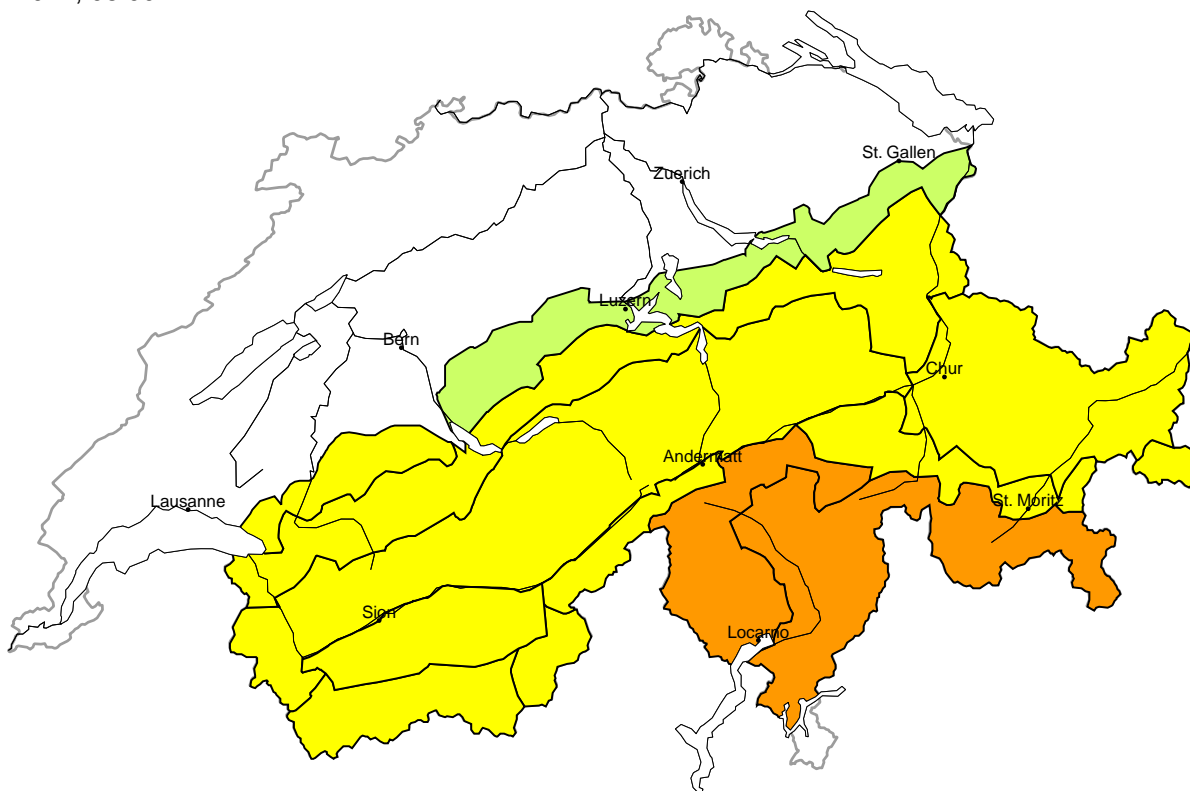 St. Gallen
Zuerich
Luzern
Bern
Chur
Andermatt
St. Moritz
Lausanne
Sion
Locarno